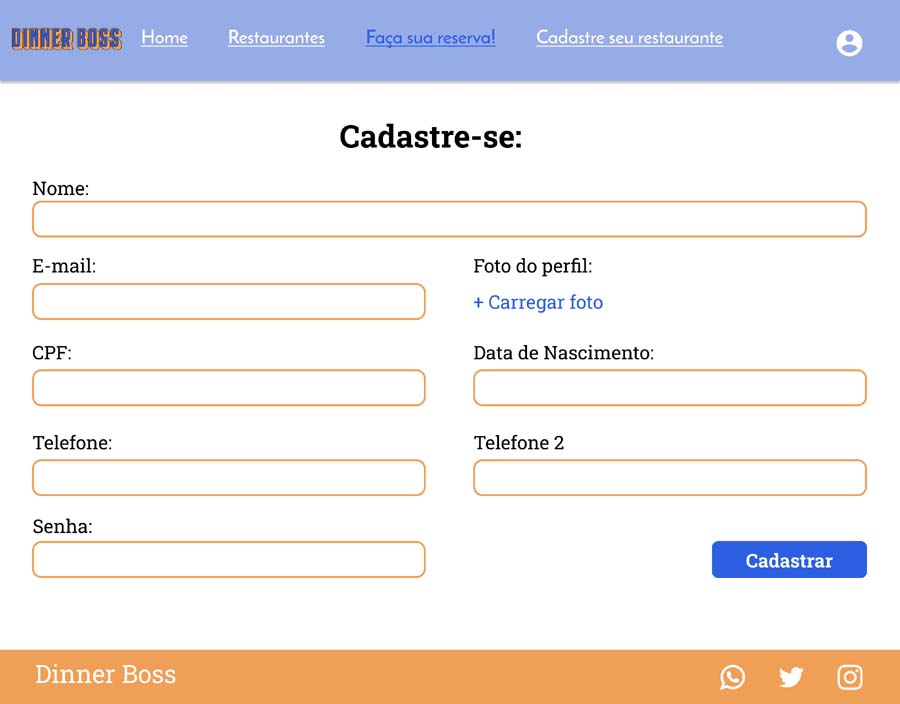 DINNER BOSS Home Restaurantes Faça sua reserva! Cadastre seu restaurante
Cadastre-se:
Nome:
E-mail: Foto do perfil:
+ Carregar foto
CPF: Data de Nascimento:
Telefone: Telefone 2
Senha:
Cadastrar
Dinner Boss